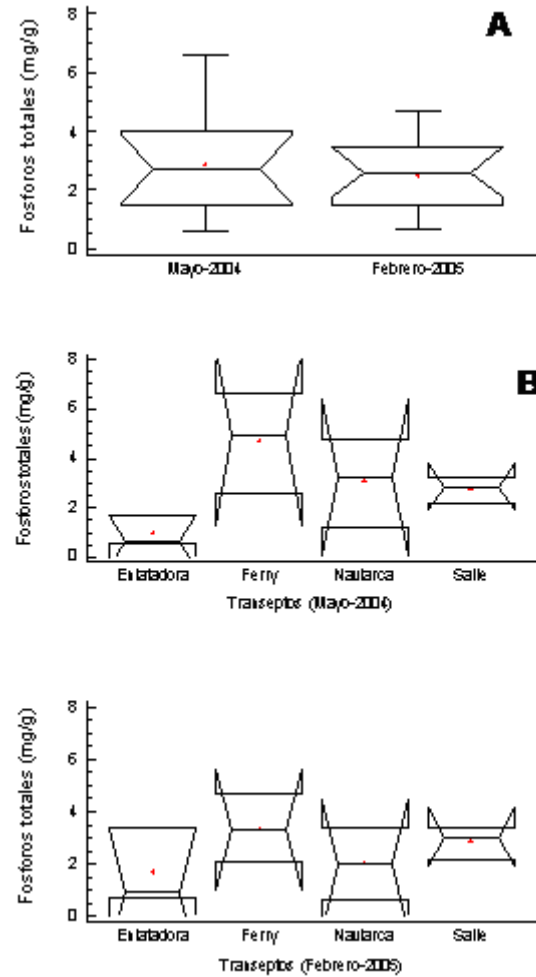 A
Fosforos totales (mg/g)
8
6
4
2
0
Mayo-2004
Febrero-2005
B
Fosforos totales (mg/g)
8
6
4
2
0
Enlatadora
Ferry
Nautarca
Salle
Transeptos (Mayo-2004)
Fosforos totales (mg/g)
8
6
4
2
0
Enlatadora
Ferry
Nautarca
Salle
Transeptos (Febrero-2005)